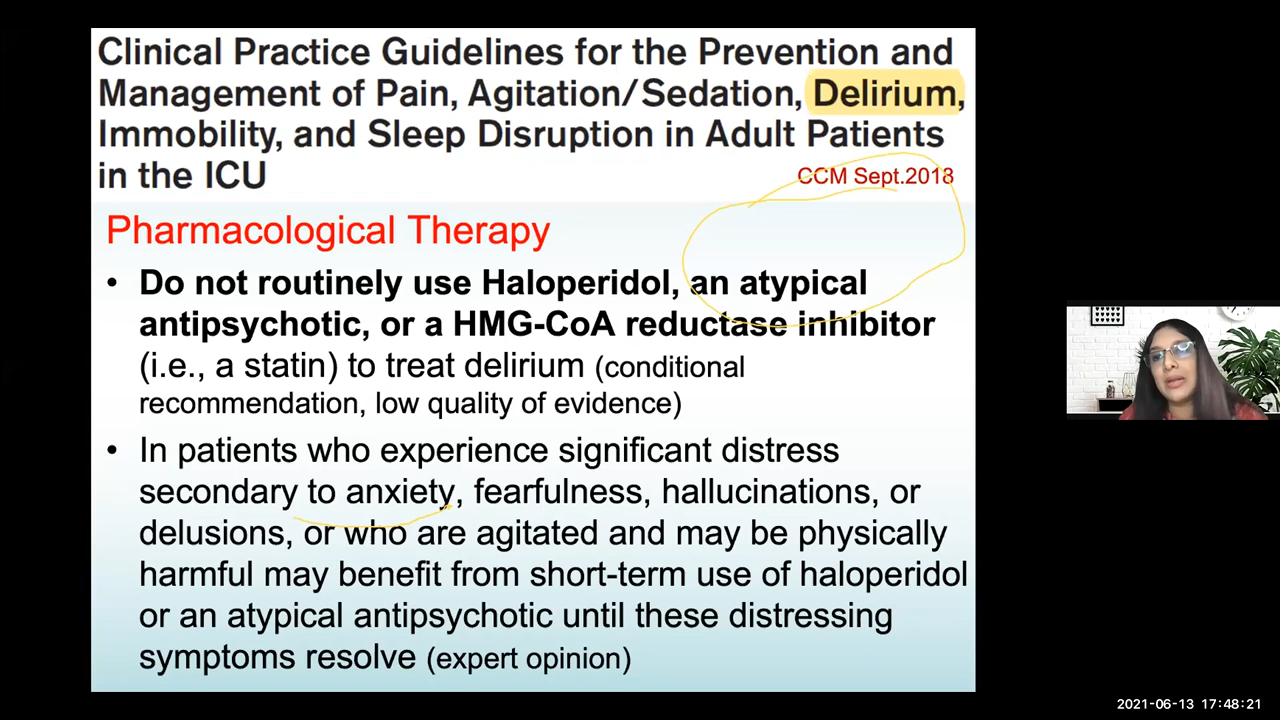 Clinical Practice Guidelines for the Prevention and
Management of Pain, Agitation/Sedation, Delirium,
Immobility, and Sleep Disruption in Adult Patients
in the ICU
CCM Sept.2018
Pharmacological Therapy
• Do not routinely use Haloperidol, an atypical
antipsychotic, or a HMG-CoA reductase inhibitor
(i.e., a statin) to treat delirium (conditional
recommendation, low quality of evidence)
• In patients who experience significant distress
secondary to anxiety, fearfulness, hallucinations, or
delusions, or who are agitated and may be physically
harmful may benefit from short-term use of haloperidol
or an atypical antipsychotic until these distressing
symptoms resolve (expert opinion)
2021-06-13 17:48:21